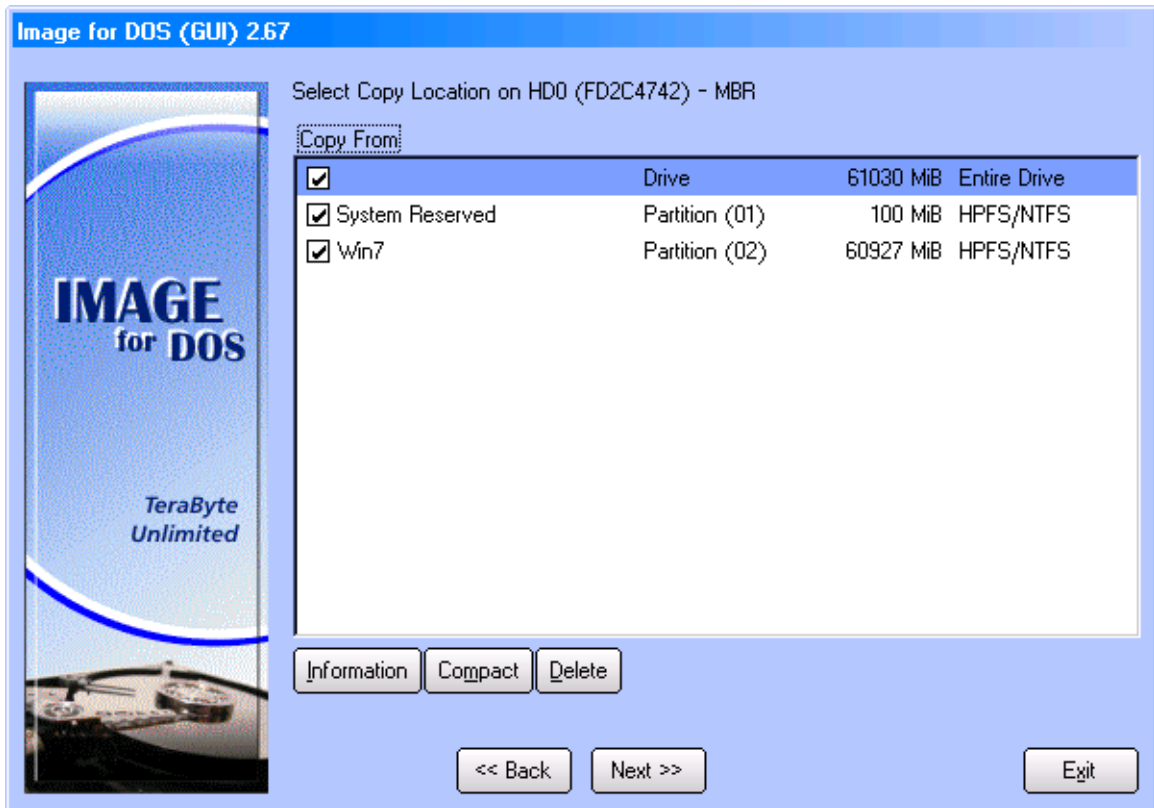 Image for DOS (GUI) 2.67
Select Copy Location on HD0 (FD2C4742) - MBR
Copy From
Drive 61030 MiB Entire Drive
System Reserved Partition (01) 100 MiB HPFS/NTFS
Win7 Partition (02) 60927 MiB HPFS/NTFS
IMAGE
for DOS
TeraByte
Unlimited
Information Compact Delete
<< Back Next >> Exit